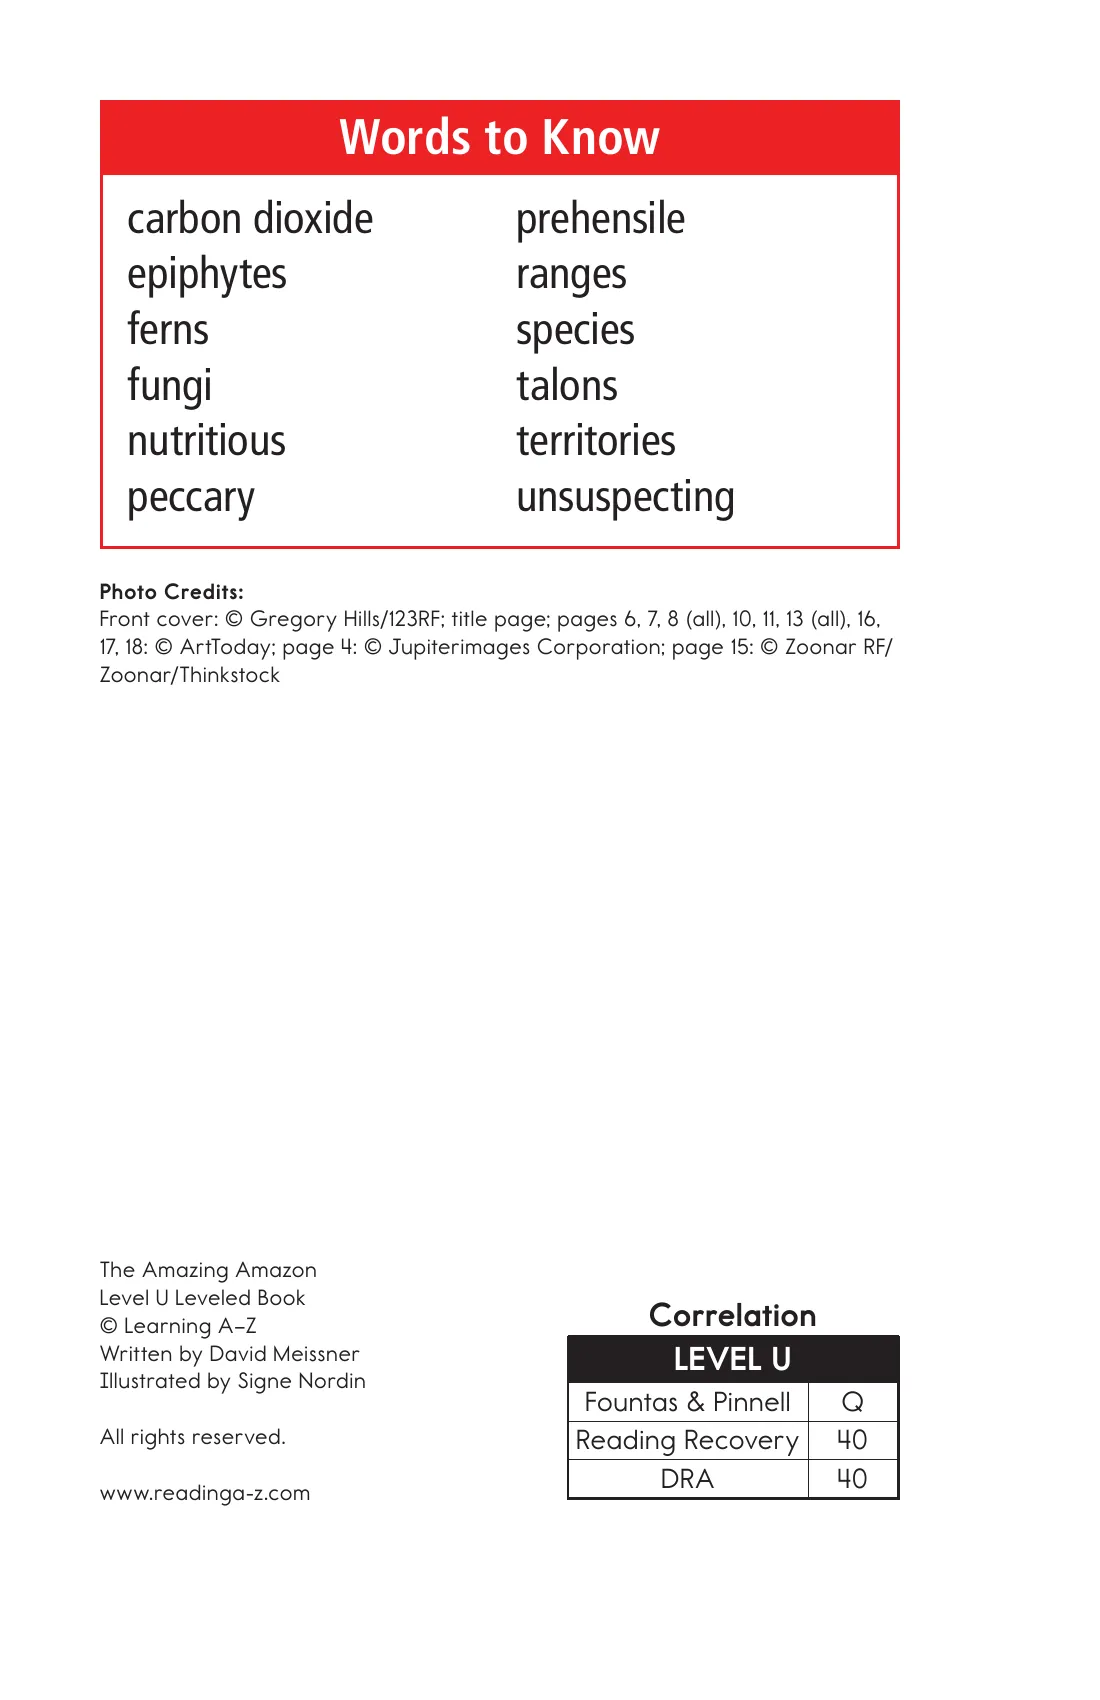 Words to Know
carbon dioxide
epiphytes
ferns
fungi
nutritious
peccary
prehensile
ranges
species
talons
territories
unsuspecting
Photo Credits:
Front cover: © Gregory Hills/123RF; title page; pages 6, 7, 8 (all), 10, 11, 13 (all), 16,
17, 18: © ArtToday; page 4: © Jupiterimages Corporation; page 15: © Zoonar RF/
Zoonar/Thinkstock
The Amazing Amazon
Level U Leveled Book
© Learning A–Z
Written by David Meissner
Illustrated by Signe Nordin
All rights reserved.
www.readinga-z.com
Correlation
LEVEL U
Fountas & Pinnell Q
Reading Recovery 40
DRA 40